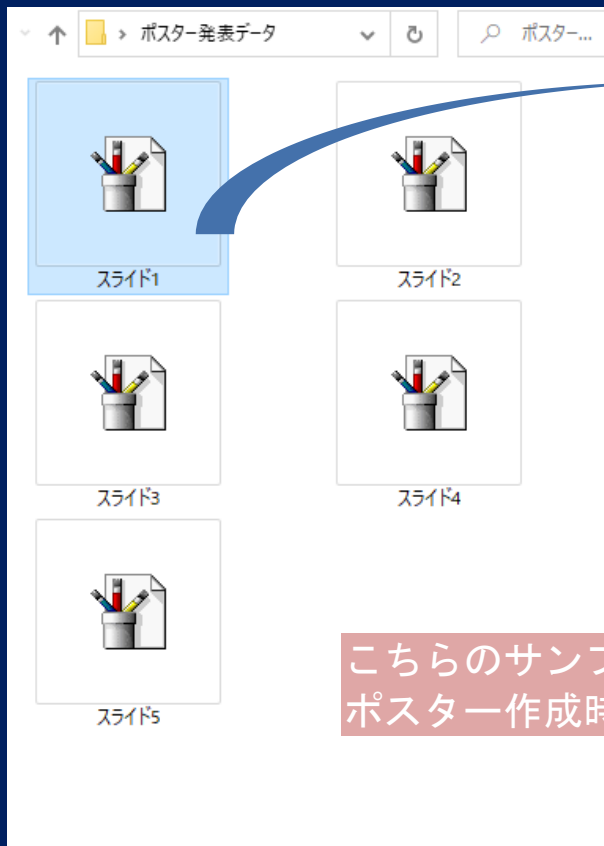 ポスター発表データ
ポスター...
スライド1
スライド2
スライド3
スライド4
スライド5
こちらのサンプ
ポスター作成時